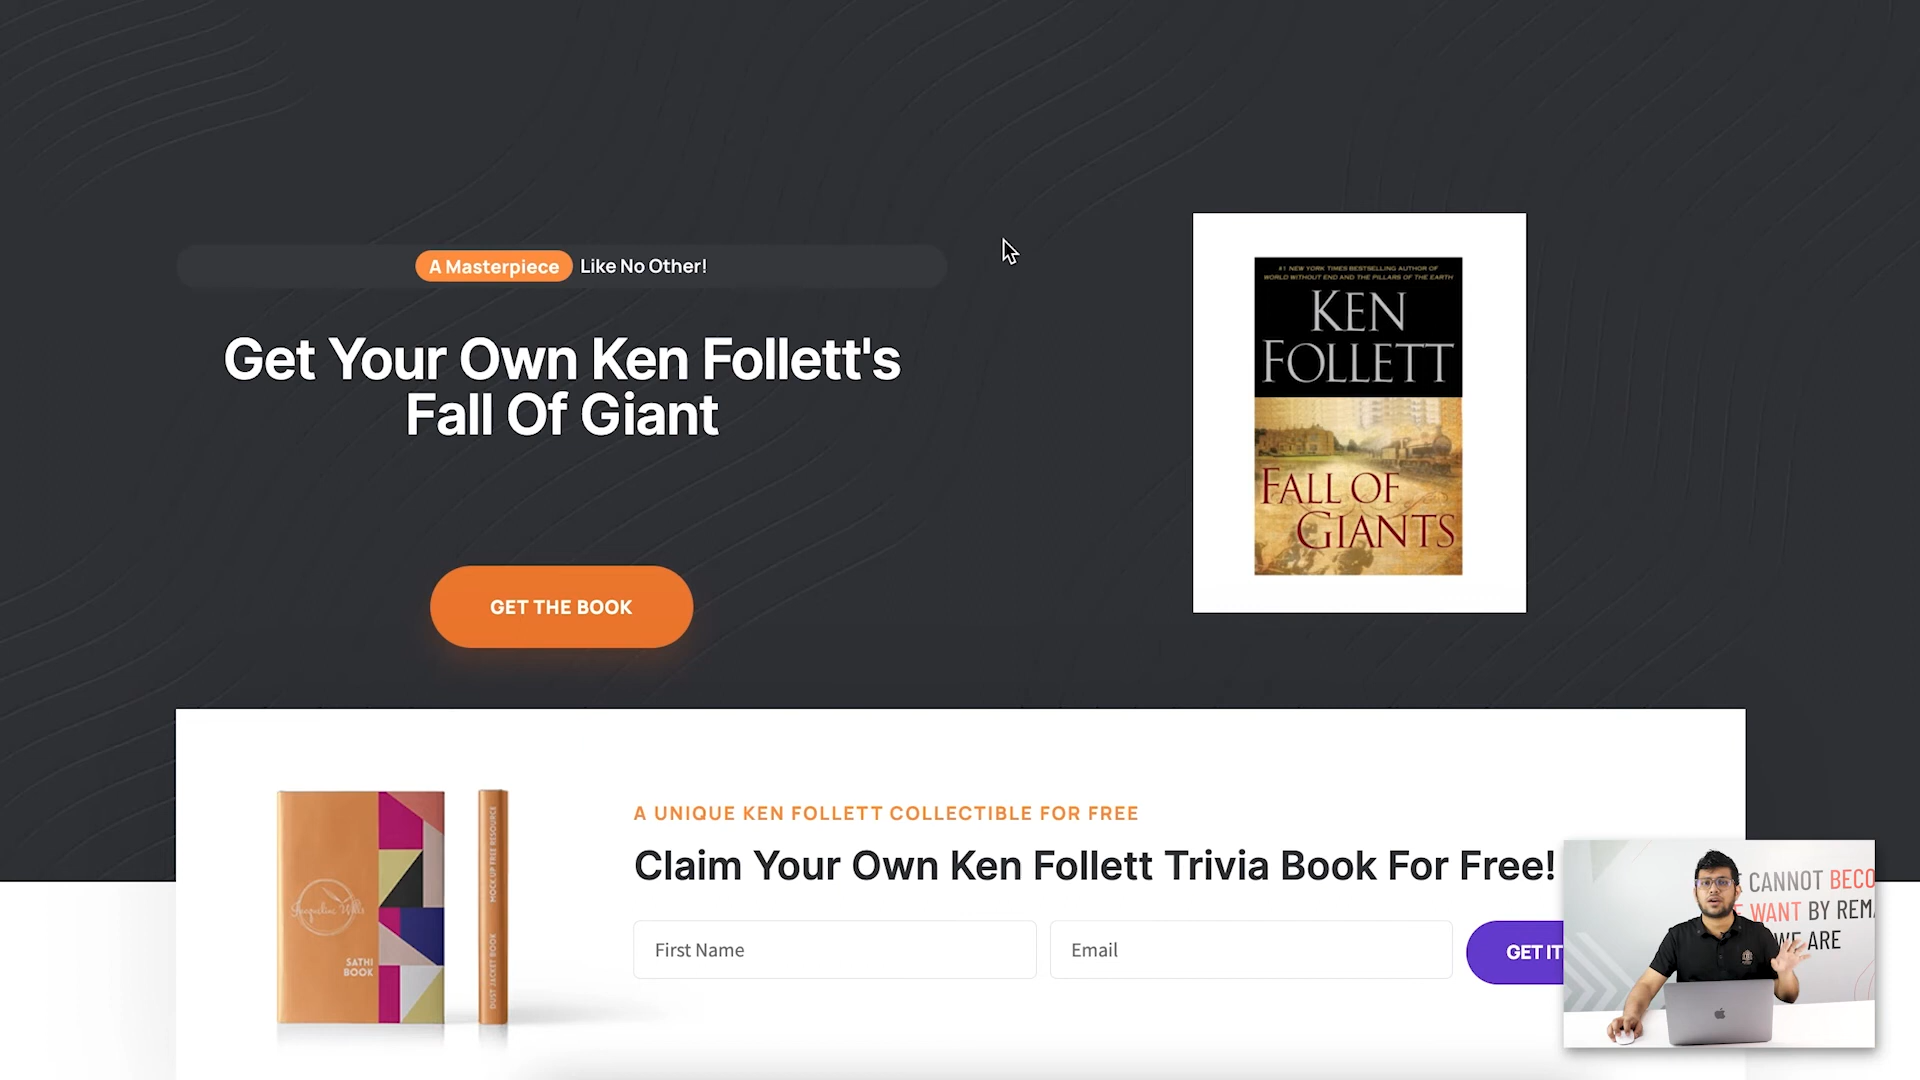 A Masterpiece Like No Other!
Get Your Own Ken Follett's
Fall Of Giant
GET THE BOOK
#1 NEW YORK TIMES BESTSELLING AUTHOR OF
WORLD WITHOUT END AND THE PILLARS OF THE EARTH
KEN
FOLLETT
FALL OF
GIANTS
SATHI
BOOK
MOCKUP FREE RESOURCE
DUST JACKET BOOK
A UNIQUE KEN FOLLETT COLLECTIBLE FOR FREE
Claim Your Own Ken Follett Trivia Book For Free!
First Name
Email
GET IT
CANNOT BECO
WANT BY REM
WE ARE